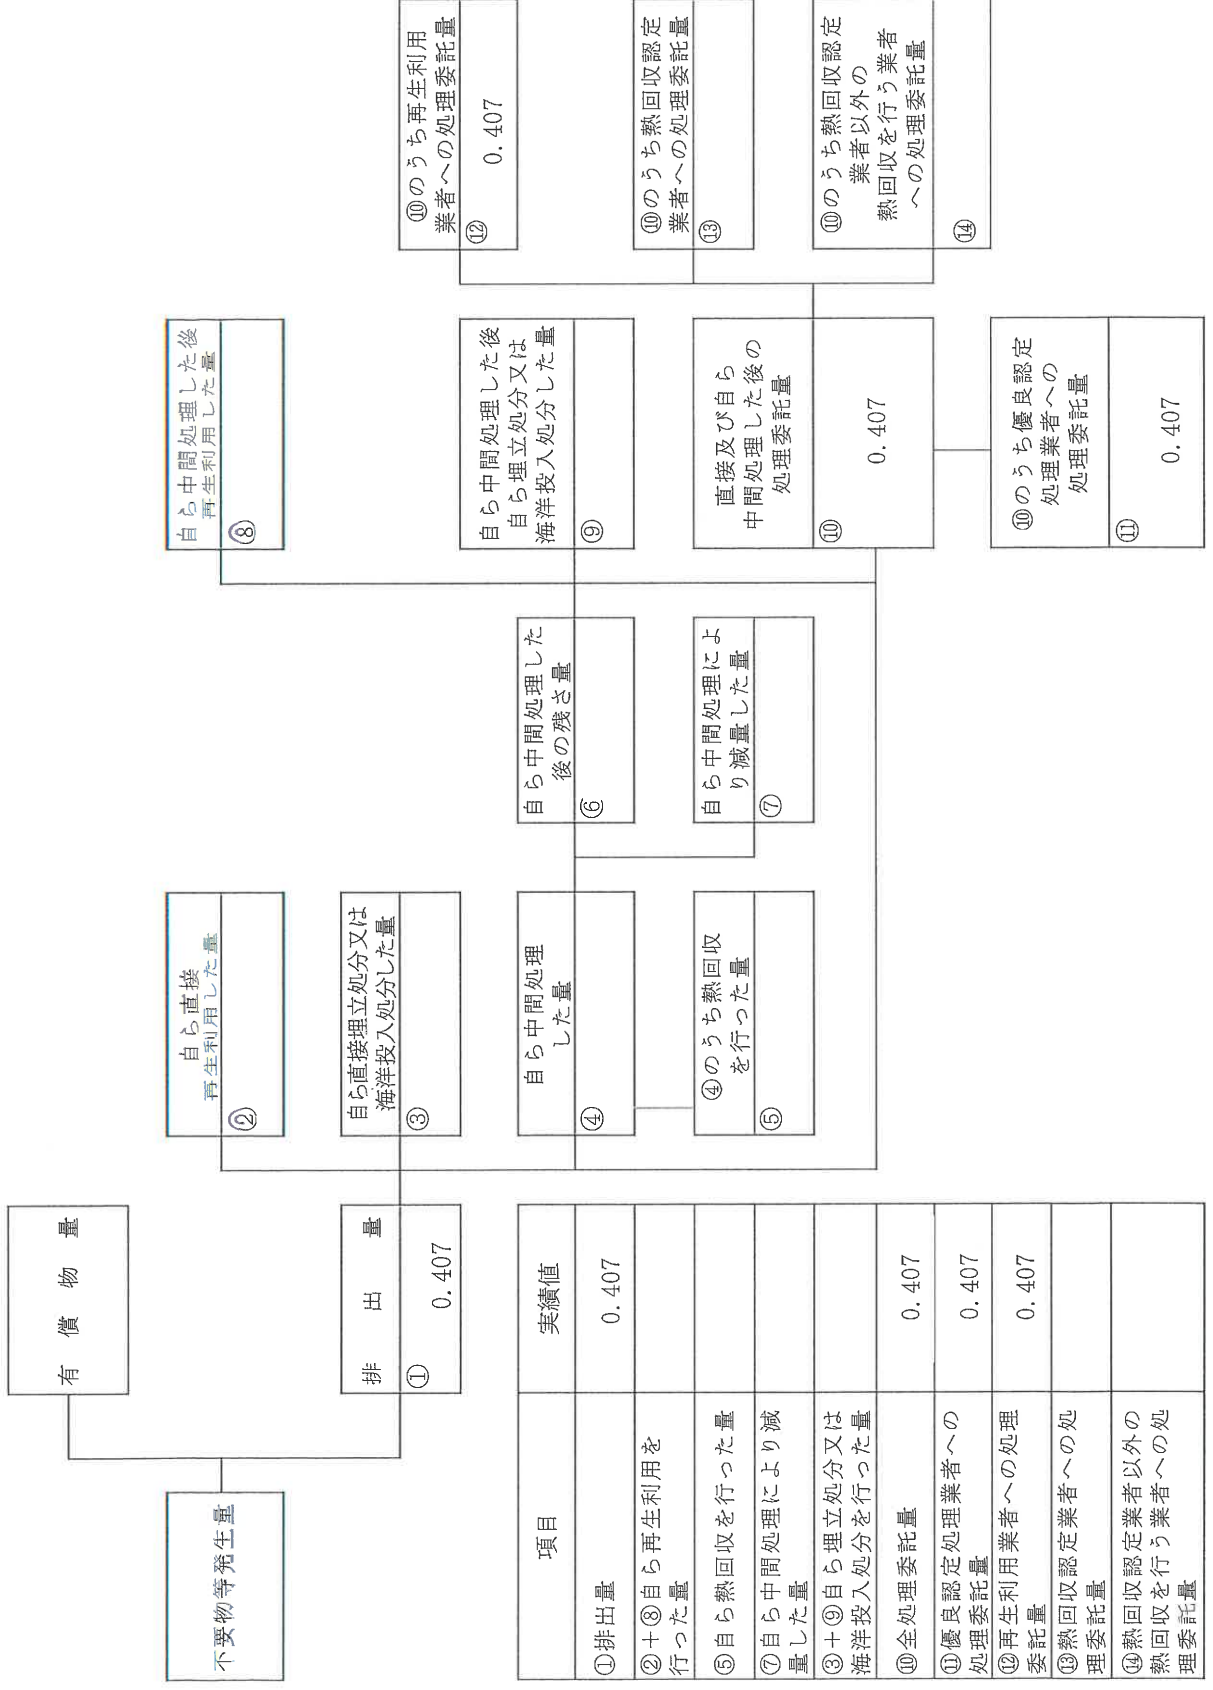 不要物等発生量
有償物量
排出量
①
0.407
自ら直接
再生利用した量
②
自ら直接埋立処分又は
海洋投入処分した量
③
自ら中間処理
した量
④
④のうち熱回収
を行った量
⑤
自ら中間処理した
後の残さ量
⑥
自ら中間処理によ
り減量した量
⑦
自ら中間処理した後
再生利用した量
⑧
自ら中間処理した後
自ら埋立処分又は
海洋投入処分した量
⑨
直接及び自ら
中間処理した後の
処理委託量
⑩
0.407
⑩のうち優良認定
処理業者への
処理委託量
⑪
0.407
⑩のうち再生利用
業者への処理委託量
⑫
0.407
⑩のうち熱回収認定
業者への処理委託量
⑬
⑩のうち熱回収認定
業者以外の
熱回収を行う業者
への処理委託量
⑭
項目 実績値
①排出量 0.407
②+⑧自ら再生利用を
行った量
⑤自ら熱回収を行った量
⑦自ら中間処理により減
量した量
③+⑨自ら埋立処分又は
海洋投入処分を行った量
⑩全処理委託量 0.407
⑪優良認定処理業者への
処理委託量 0.407
⑫再生利用業者への処理
委託量 0.407
⑬熱回収認定業者への処
理委託量
⑭熱回収認定業者以外の
熱回収を行う業者への処
理委託量